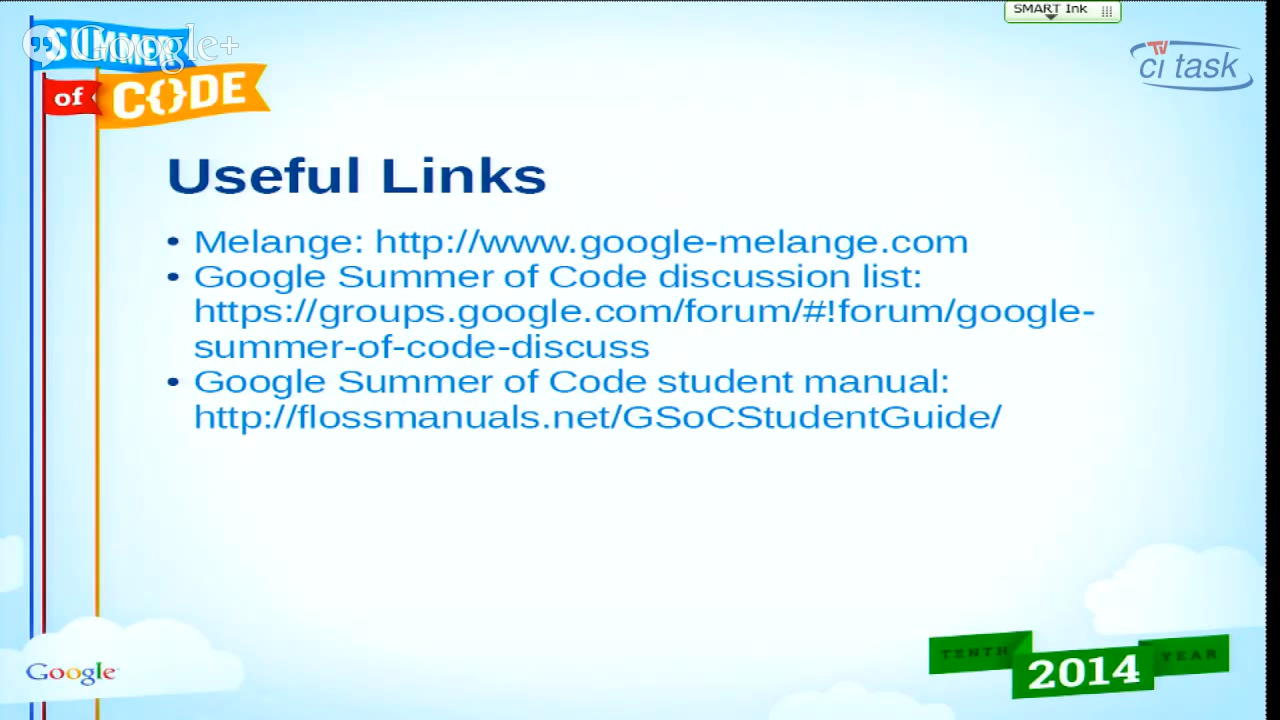 SMART Ink
Google+
SUMMER
of
C{}DE
TV
ci task
Useful Links
• Melange: http://www.google-melange.com
• Google Summer of Code discussion list:
https://groups.google.com/forum/#!forum/google-
summer-of-code-discuss
• Google Summer of Code student manual:
http://flossmanuals.net/GSoCStudentGuide/
Google
TENTH
2014
YEAR